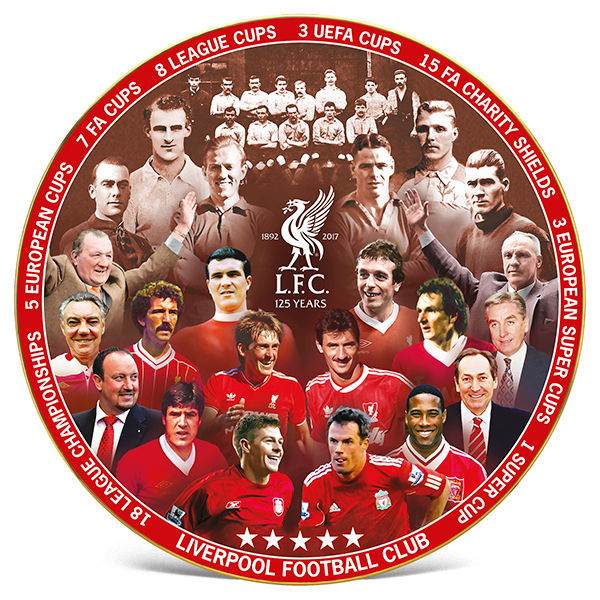 18 LEAGUE CHAMPIONSHIPS
5 EUROPEAN CUPS
7 FA CUPS
8 LEAGUE CUPS
3 UEFA CUPS
15 FA CHARITY SHIELDS
3 EUROPEAN SUPER CUPS
1 SUPER CUP
1892 2017
L.F.C.
125 YEARS
LIVERPOOL FOOTBALL CLUB